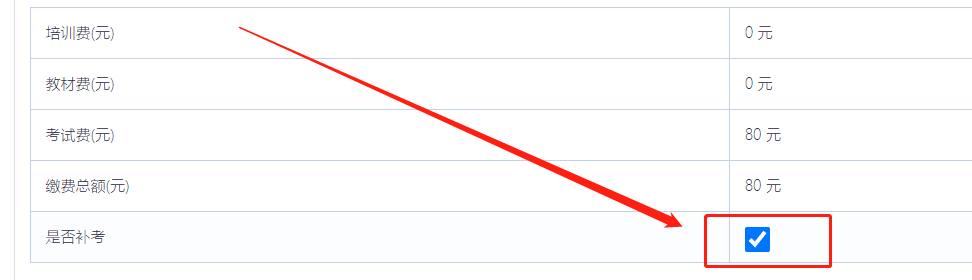 培训费(元) 0 元
教材费(元) 0 元
考试费(元) 80 元
缴费总额(元) 80 元
是否补考